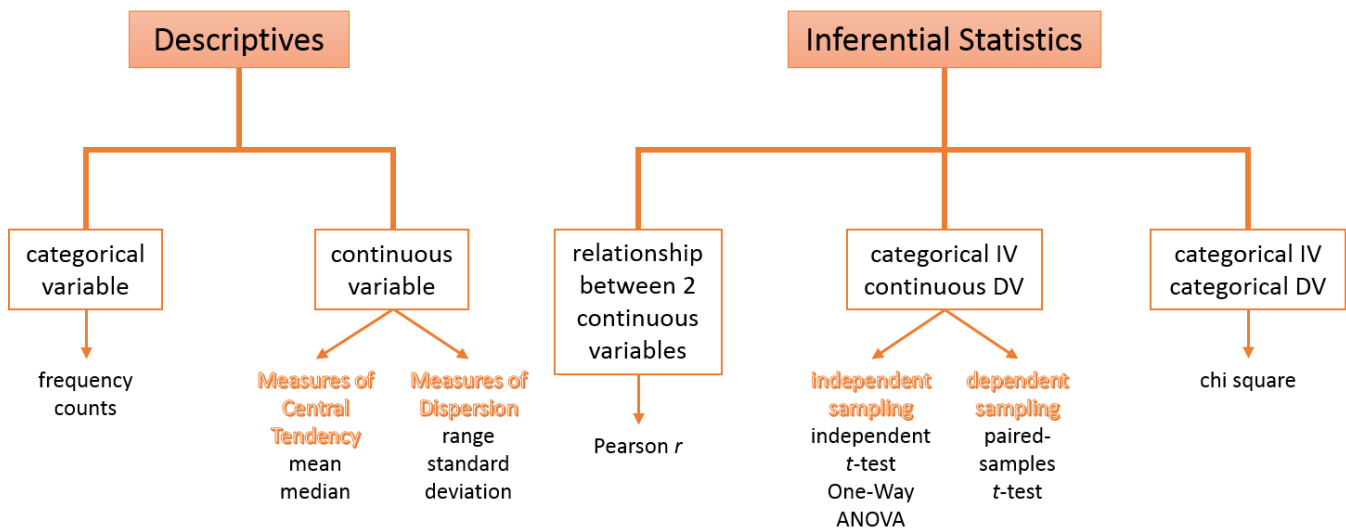 Descriptives
categorical
variable
frequency
counts
continuous
variable
Measures of
Central
Tendency
mean
median
Measures of
Dispersion
range
standard
deviation
Inferential Statistics
relationship
between 2
continuous
variables
Pearson r
categorical IV
continuous DV
independent
sampling
independent
t-test
One-Way
ANOVA
dependent
sampling
paired-
samples
t-test
categorical IV
categorical DV
chi square